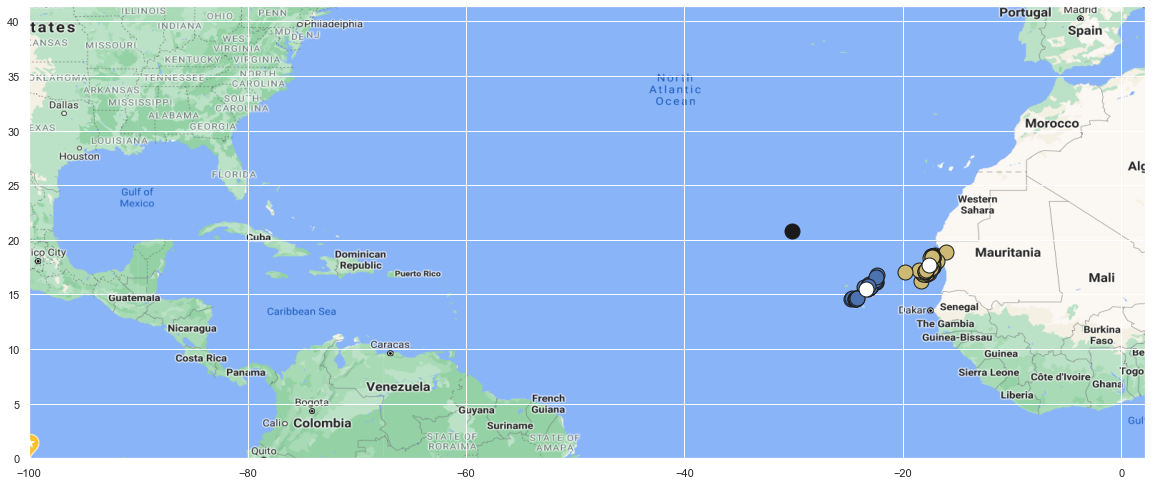 40
35
30
25
20
15
10
5
0
ILLINOIS
OHIO
PENN
Philadelphia
tates
INDIANA
MD
DE
NJ
ANSAS
MISSOURI
WEST
VIRGINIA
KENTUCKY
VIRGINIA
OKLAHOMA
TENNESSEE
NORTH
CAROLINA
ARKANSAS
MISSISSIPPI
SOUTH
CAROLINA
Dallas
ALABAMA
GEORGIA
EXAS
LOUISIANA
Houston
FLORIDA
Gulf of
Mexico
Cuba
ico City
Dominican
Republic
Puerto Rico
Guatemala
Caribbean Sea
Nicaragua
Costa Rica
Panama
Caracas
Venezuela
Bogota
Cali
Colombia
Guyana
French
Guiana
Suriname
STATE OF
RORAIMA
STATE OF
AMAPA
Quito
North
Atlantic
Ocean
Portugal
Madrid
Spain
Morocco
Alg
Western
Sahara
Mauritania
Mali
Dakar
Senegal
The Gambia
Guinea-Bissau
Burkina
Faso
Guinea
Be
Sierra Leone
Côte d'Ivoire
Togo
Ghana
Liberia
Gul
−100
−80
−60
−40
−20
0